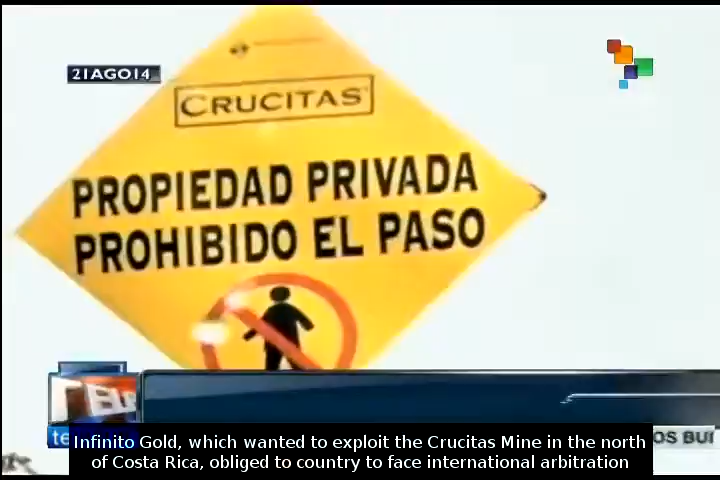 21AGO14
CRUCITAS
PROPIEDAD PRIVADA
PROHIBIDO EL PASO
Infinito Gold, which wanted to exploit the Crucitas Mine in the north
of Costa Rica, obliged to country to face international arbitration